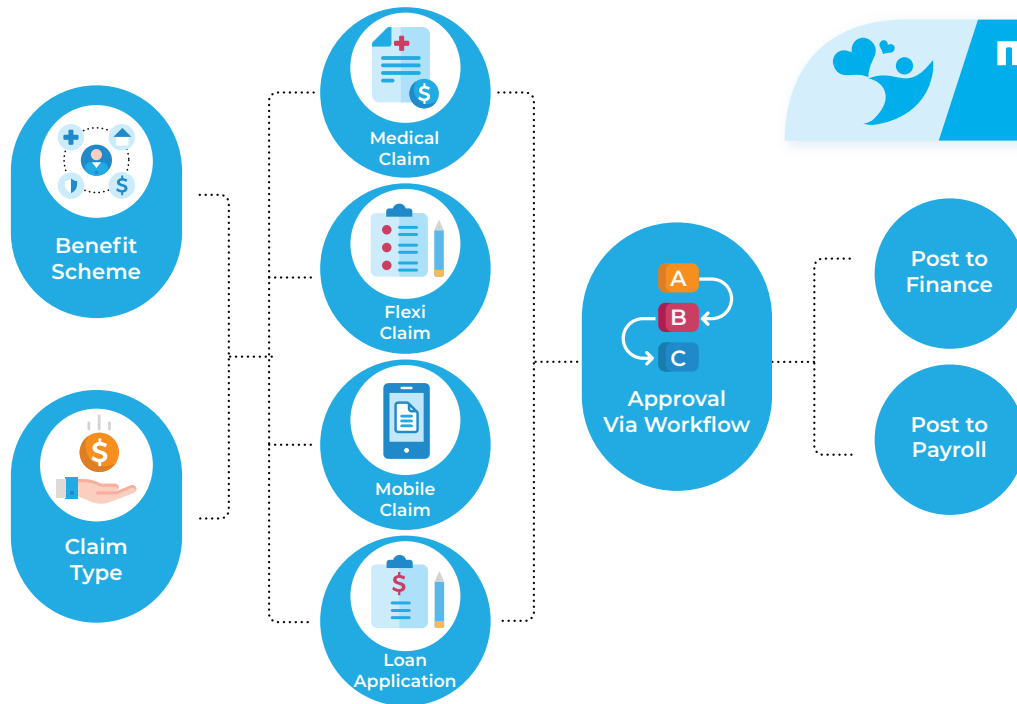 Benefit
Scheme
Claim
Type
$
$
Medical
Claim
$
Flexi
Claim
Mobile
Claim
$
Loan
Application
A
B
C
Approval
Via Workflow
Post to
Finance
Post to
Payroll